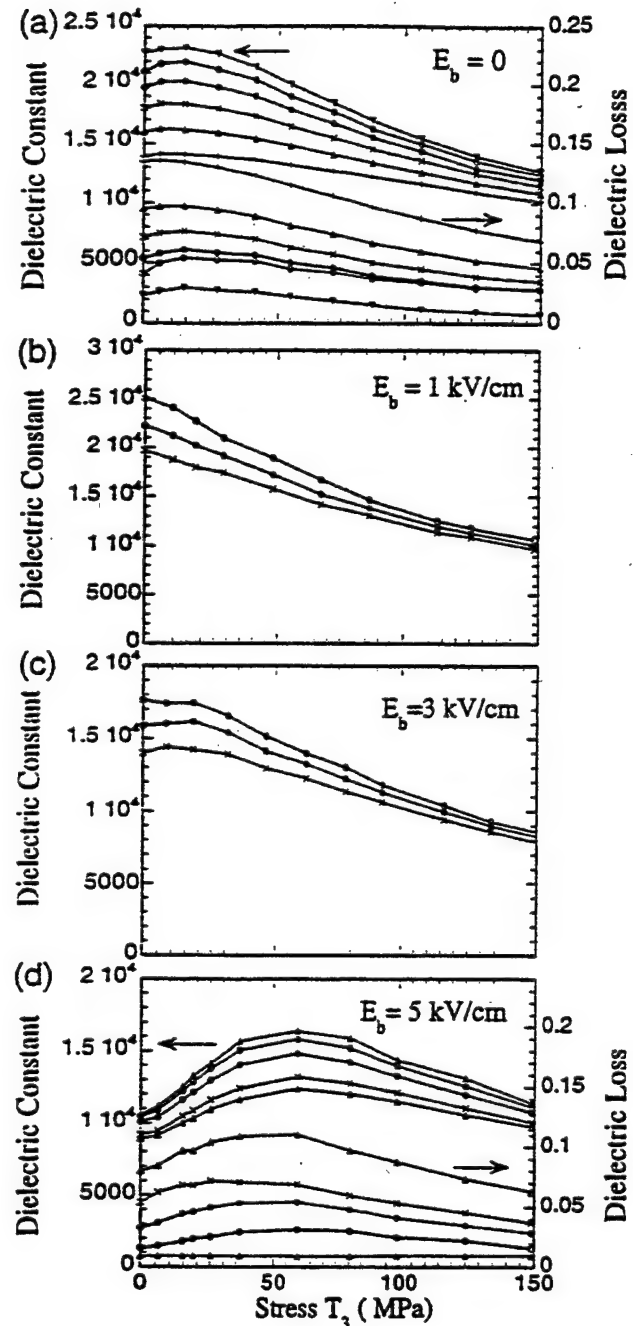 (a)
2.5 10⁴
2 10⁴
1.5 10⁴
1 10⁴
5000
0
Dielectric Constant
E_b = 0
0.25
0.2
0.15
0.1
0.05
0
Dielectric Losss
(b)
3 10⁴
2.5 10⁴
2 10⁴
1.5 10⁴
1 10⁴
5000
0
Dielectric Constant
E_b = 1 kV/cm
(c)
2 10⁴
1.5 10⁴
1 10⁴
5000
0
Dielectric Constant
E_b=3 kV/cm
(d)
2 10⁴
1.5 10⁴
1 10⁴
5000
0
Dielectric Constant
E_b = 5 kV/cm
0.2
0.15
0.1
0.05
0
Dielectric Loss
0 50 100 150
Stress T₃ ( MPa)